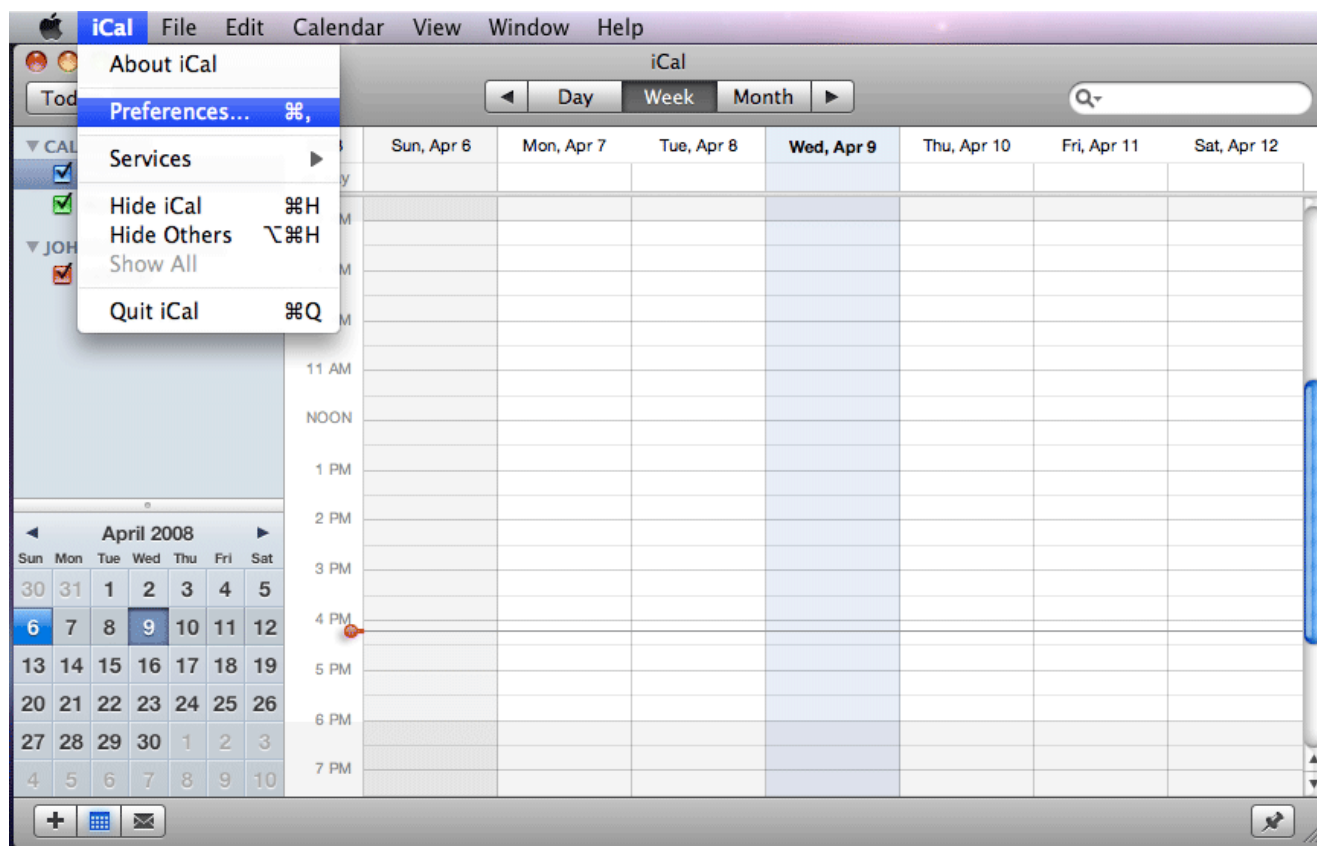 iCal File Edit Calendar View Window Help
iCal
About iCal
Preferences... ⌘,
Services
Hide iCal ⌘H
Hide Others ⌥⌘H
Show All
Quit iCal ⌘Q
Day Week Month
Sun, Apr 6 Mon, Apr 7 Tue, Apr 8 Wed, Apr 9 Thu, Apr 10 Fri, Apr 11 Sat, Apr 12
11 AM
NOON
1 PM
2 PM
3 PM
4 PM
5 PM
6 PM
7 PM
April 2008
Sun Mon Tue Wed Thu Fri Sat
30 31 1 2 3 4 5
6 7 8 9 10 11 12
13 14 15 16 17 18 19
20 21 22 23 24 25 26
27 28 29 30 1 2 3
4 5 6 7 8 9 10